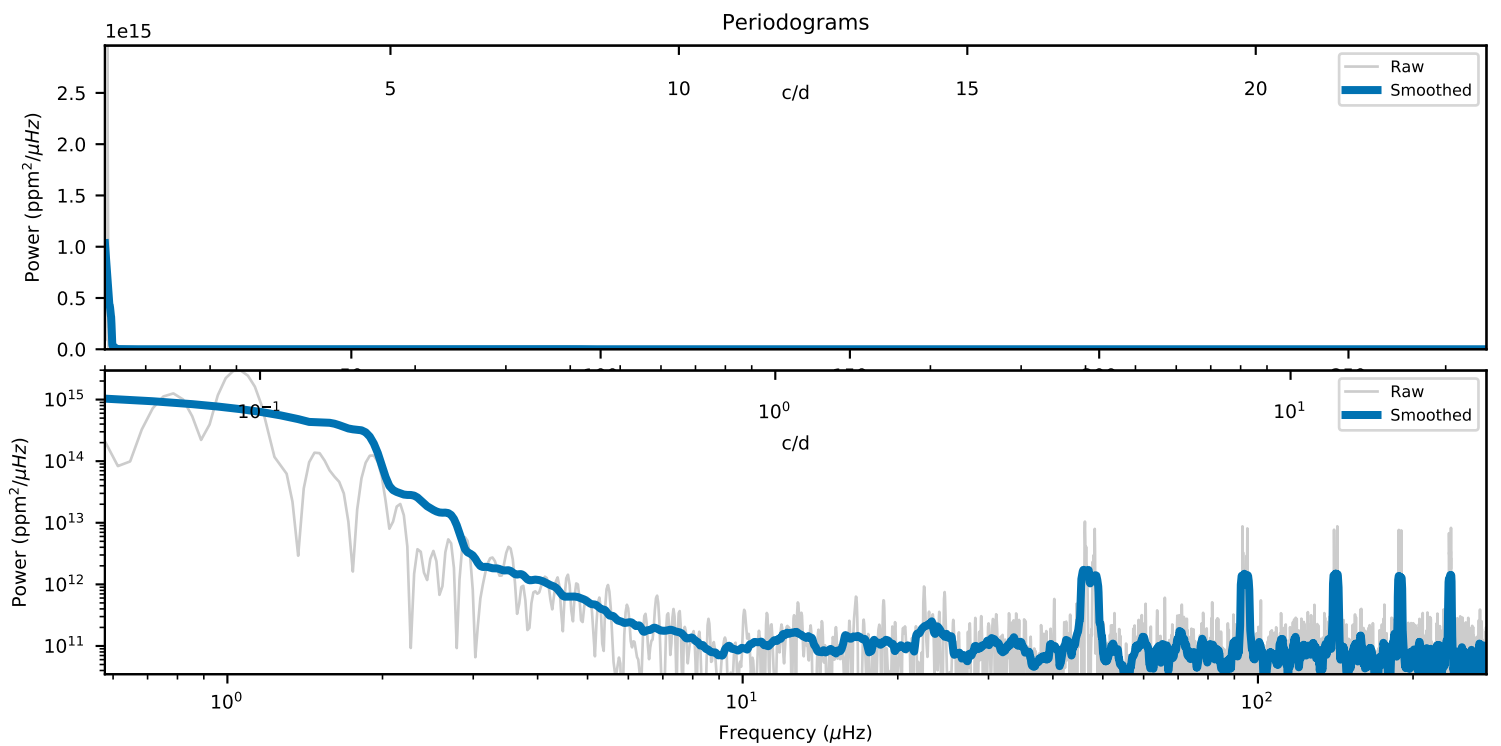 Periodograms
1e15
Raw
Smoothed
5 10 15 20
c/d
2.5
2.0
1.5
1.0
0.5
0.0
Power (ppm²/μHz)
Raw
Smoothed
10⁻¹ 10⁰ 10¹
c/d
10¹⁵
10¹⁴
10¹³
10¹²
10¹¹
Power (ppm²/μHz)
10⁰ 10¹ 10²
Frequency (μHz)